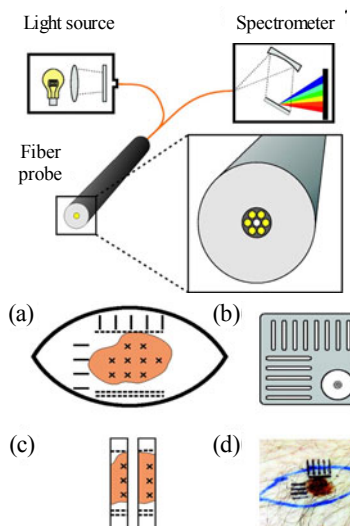 Light source
Spectrometer
Fiber
probe
(a)
(b)
(c)
(d)